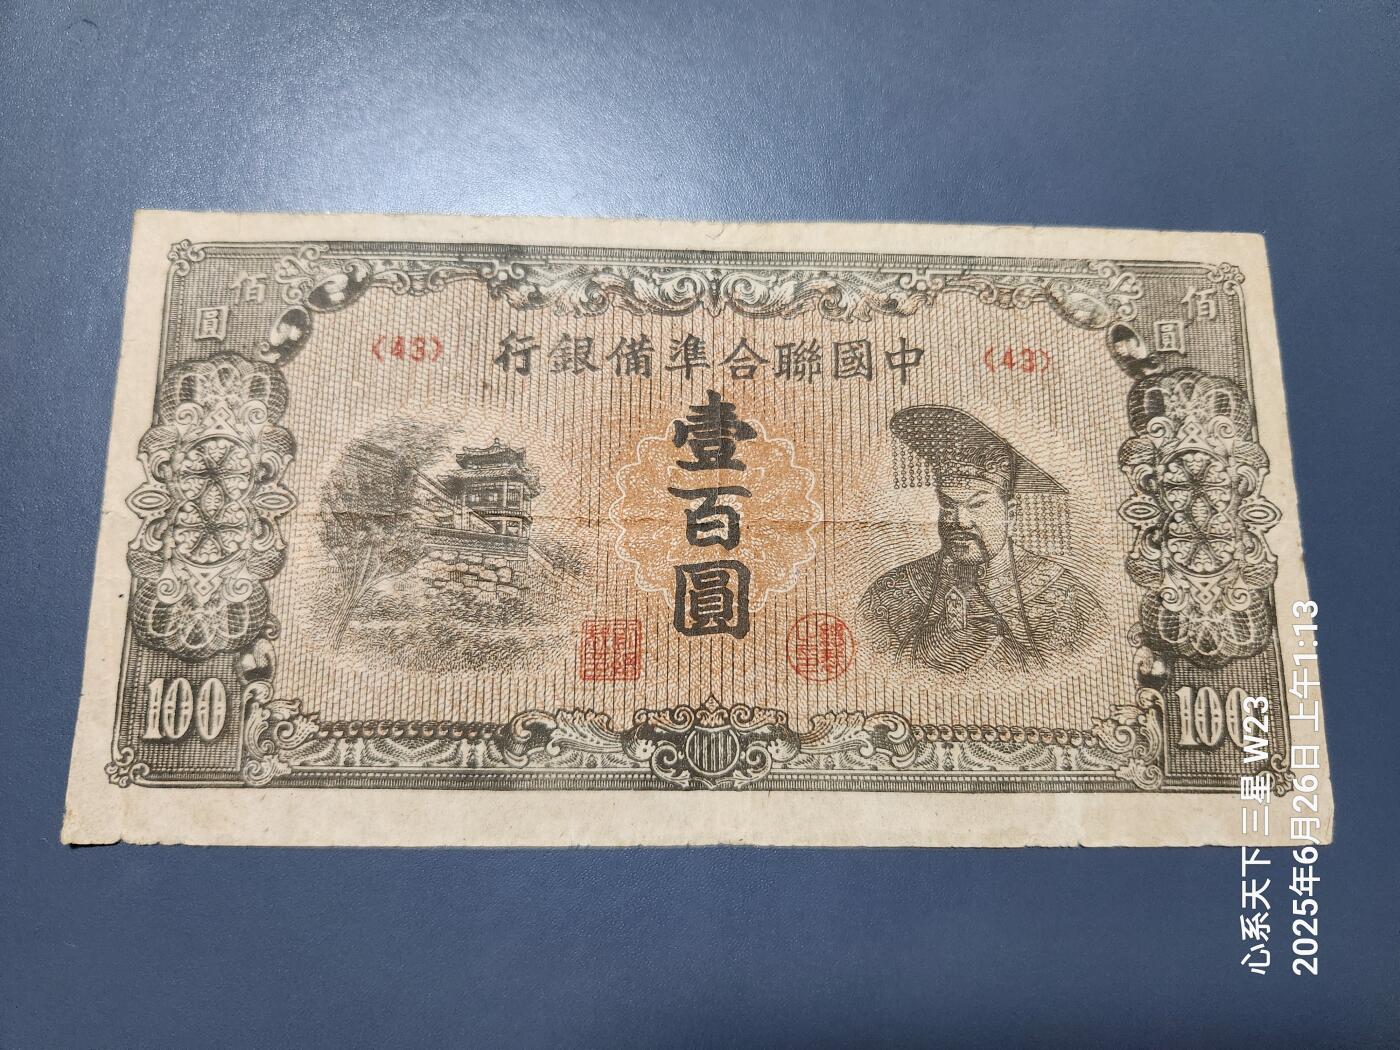 佰圓
佰圓
(43)
中國聯合準備銀行
(43)
壹百圓
100
100
心系天下三星 W23
2025年6月26日 上午1:13